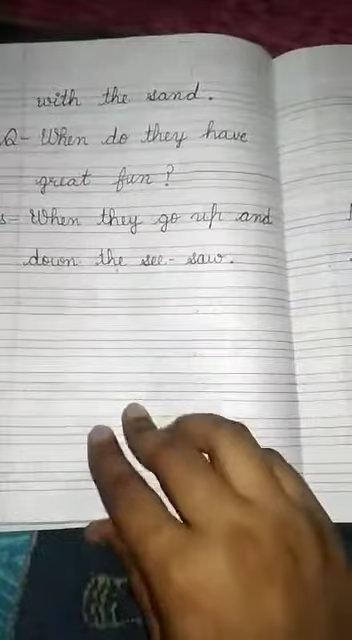 with the sand.
Q- When do they have
great fun?
s- When they go up and
down the see-saw.